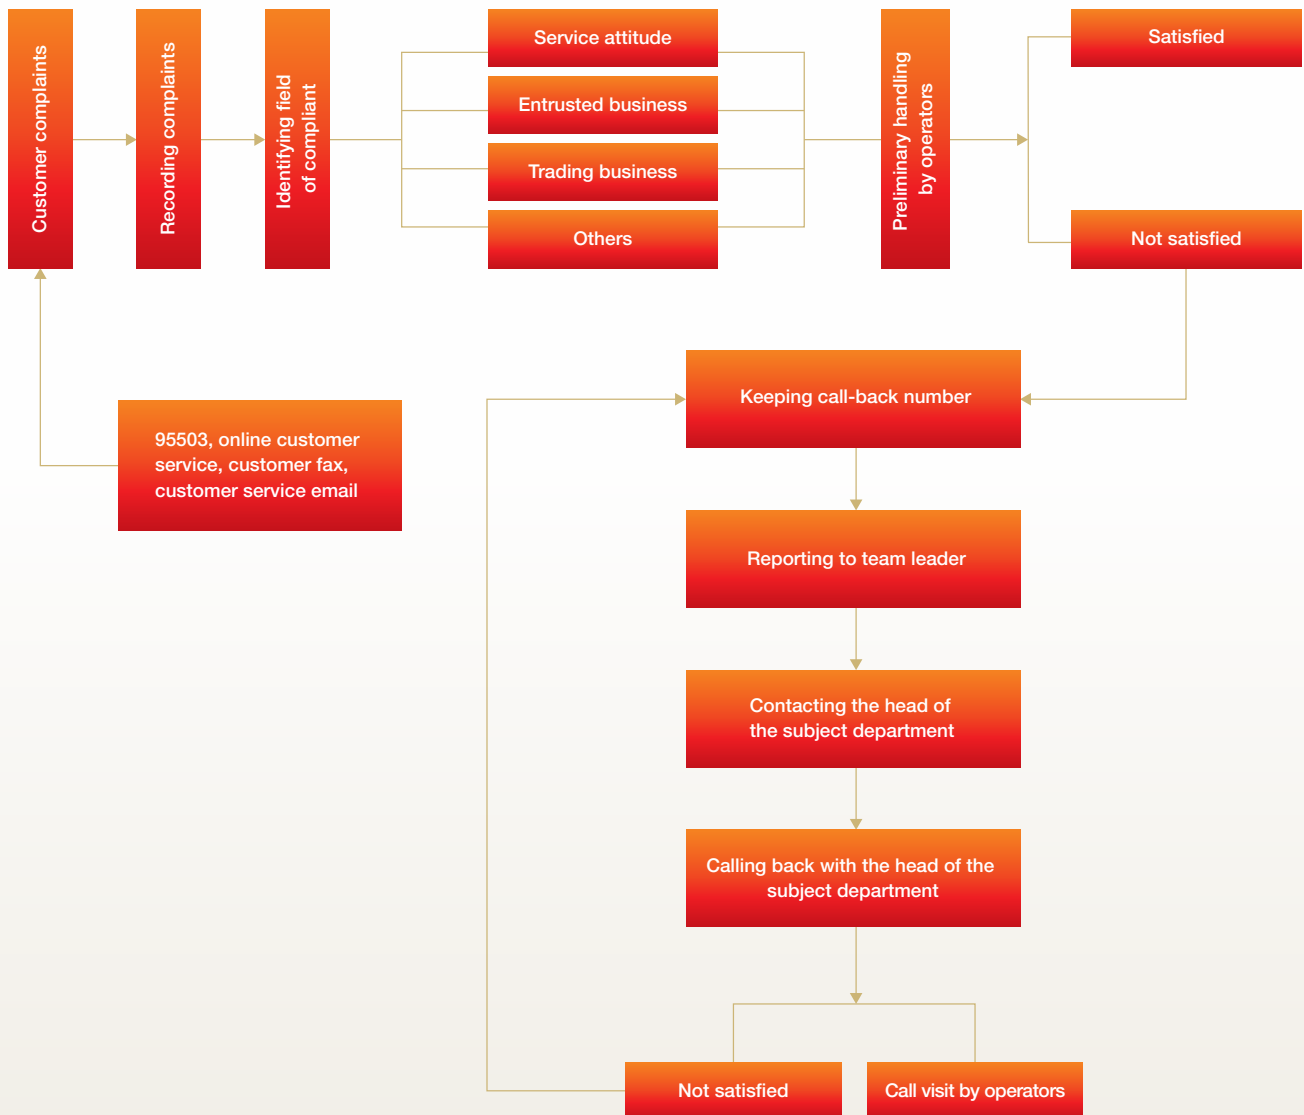 Customer complaints
Recording complaints
Identifying field
of compliant
Service attitude
Entrusted business
Trading business
Others
Preliminary handling
by operators
Satisfied
Not satisfied
95503, online customer
service, customer fax,
customer service email
Keeping call-back number
Reporting to team leader
Contacting the head of
the subject department
Calling back with the head of the
subject department
Not satisfied
Call visit by operators